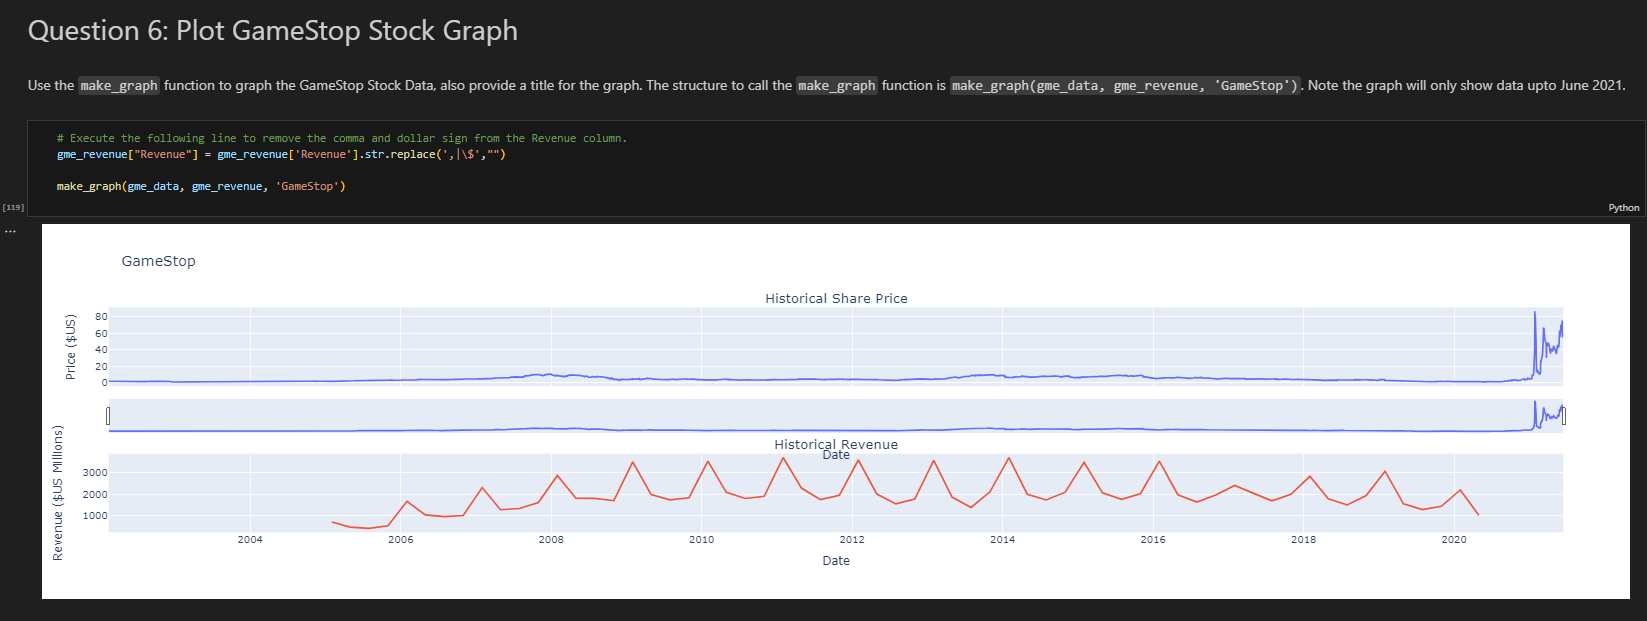 Question 6: Plot GameStop Stock Graph
Use the make_graph function to graph the GameStop Stock Data, also provide a title for the graph. The structure to call the make_graph function is make_graph(gme_data, gme_revenue, 'GameStop'). Note the graph will only show data upto June 2021.
# Execute the following line to remove the comma and dollar sign from the Revenue column.
gme_revenue["Revenue"] = gme_revenue['Revenue'].str.replace(',|\$',"")
make_graph(gme_data, gme_revenue, 'GameStop')
[119]
Python
...
GameStop
Historical Share Price
Price ($US)
80
60
40
20
0
Historical Revenue
Date
Revenue ($US Millions)
3000
2000
1000
2004 2006 2008 2010 2012 2014 2016 2018 2020
Date